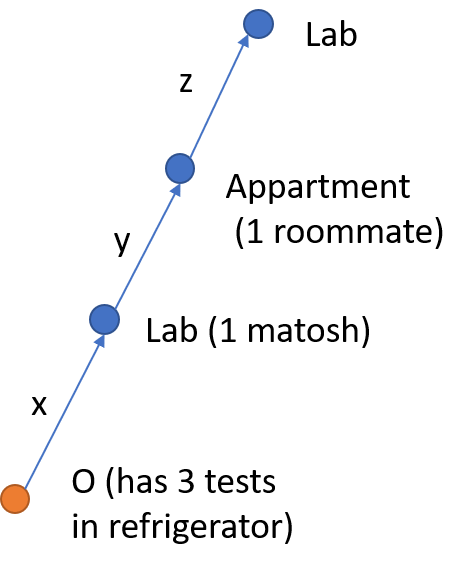 Lab
z
Appartment
(1 roommate)
y
Lab (1 matosh)
x
O (has 3 tests
in refrigerator)